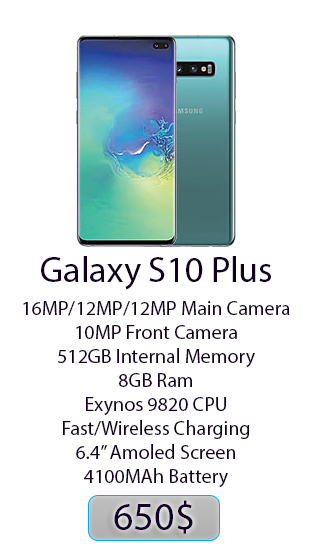 SAMSUNG
Galaxy S10 Plus
16MP/12MP/12MP Main Camera
10MP Front Camera
512GB Internal Memory
8GB Ram
Exynos 9820 CPU
Fast/Wireless Charging
6.4” Amoled Screen
4100MAh Battery
650$